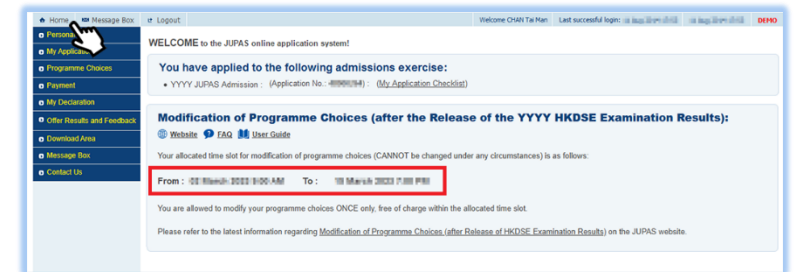 Home Message Box Logout Welcome CHAN Tai Man Last successful login: DEMO
My Application
Programme Choices
Payment
My Declaration
Offer Results and Feedback
Download Area
Message Box
Contact Us
WELCOME to the JUPAS online application system!
You have applied to the following admissions exercise:
YYYY JUPAS Admission : (Application No.: ) : (My Application Checklist)
Modification of Programme Choices (after the Release of the YYYY HKDSE Examination Results):
Website FAQ User Guide
Your allocated time slot for modification of programme choices (CANNOT be changed under any circumstances) is as follows:
From : To :
You are allowed to modify your programme choices ONCE only, free of charge within the allocated time slot.
Please refer to the latest information regarding Modification of Programme Choices (after Release of HKDSE Examination Results) on the JUPAS website.